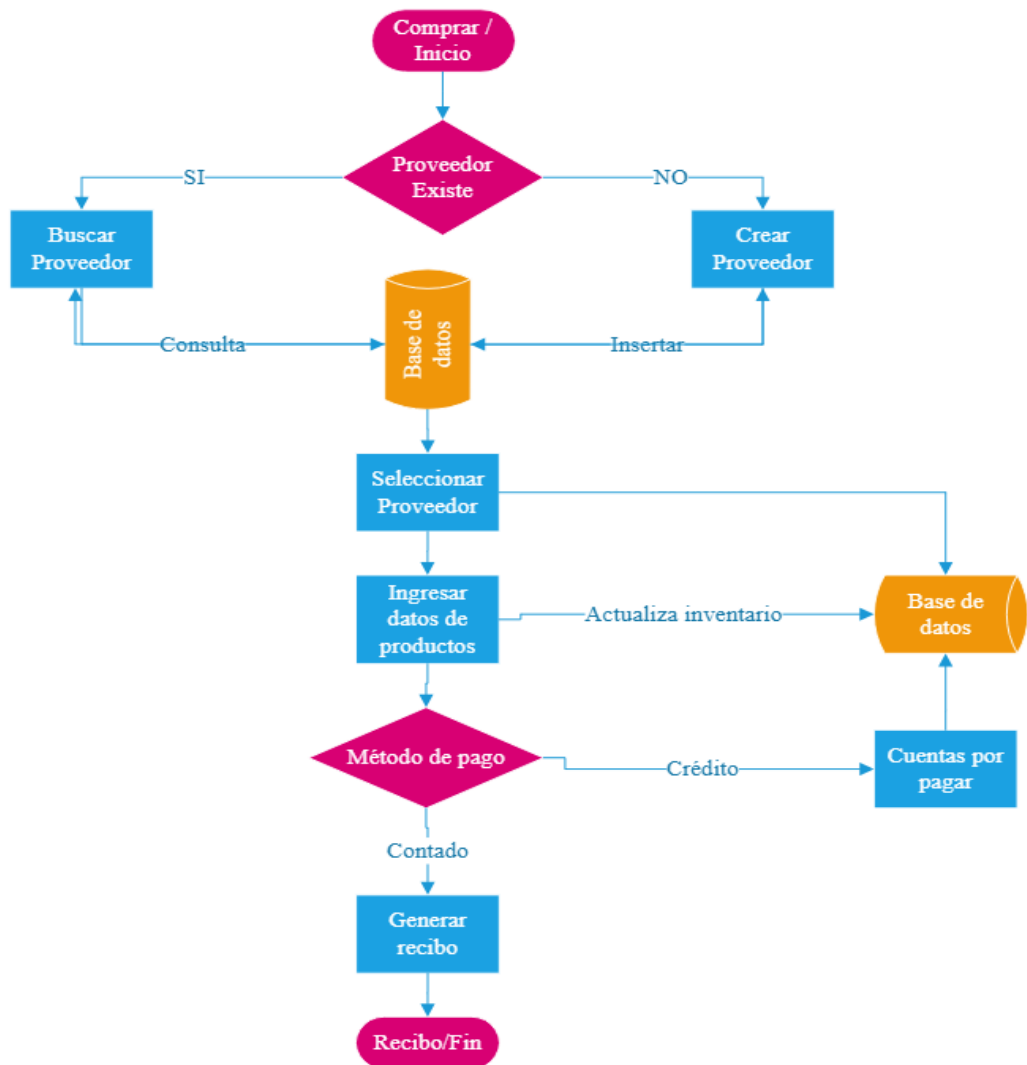 Comprar /
Inicio
Proveedor
Existe
SI
NO
Buscar
Proveedor
Crear
Proveedor
Base de
datos
Consulta
Insertar
Seleccionar
Proveedor
Ingresar
datos de
productos
Actualiza inventario
Base de
datos
Método de pago
Crédito
Cuentas por
pagar
Contado
Generar
recibo
Recibo/Fin